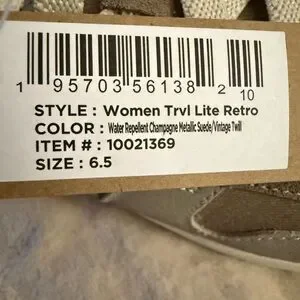 1 95703 56138 2 10
STYLE : Women Trvl Lite Retro
COLOR : Water Repellent Champagne Metallic Suede/Vintage Twill
ITEM # : 10021369
SIZE : 6.5